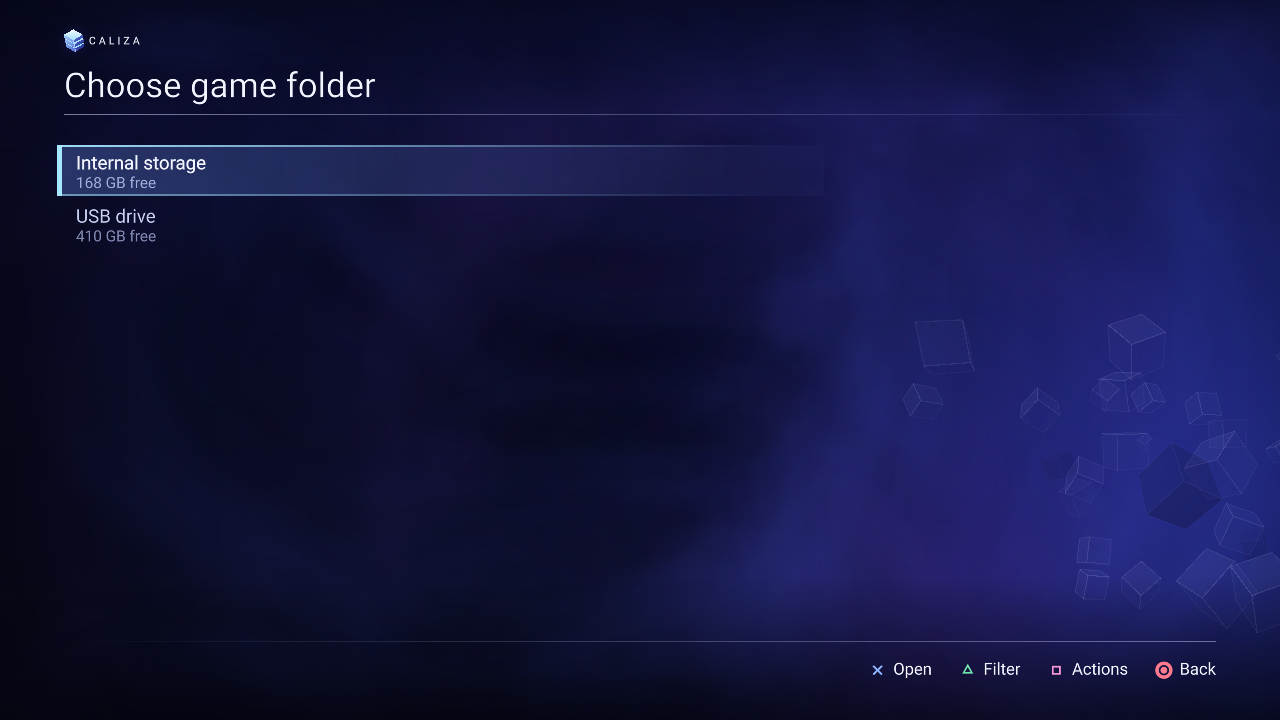 CALIZA
Choose game folder
Internal storage
168 GB free
USB drive
410 GB free
Open Filter Actions Back